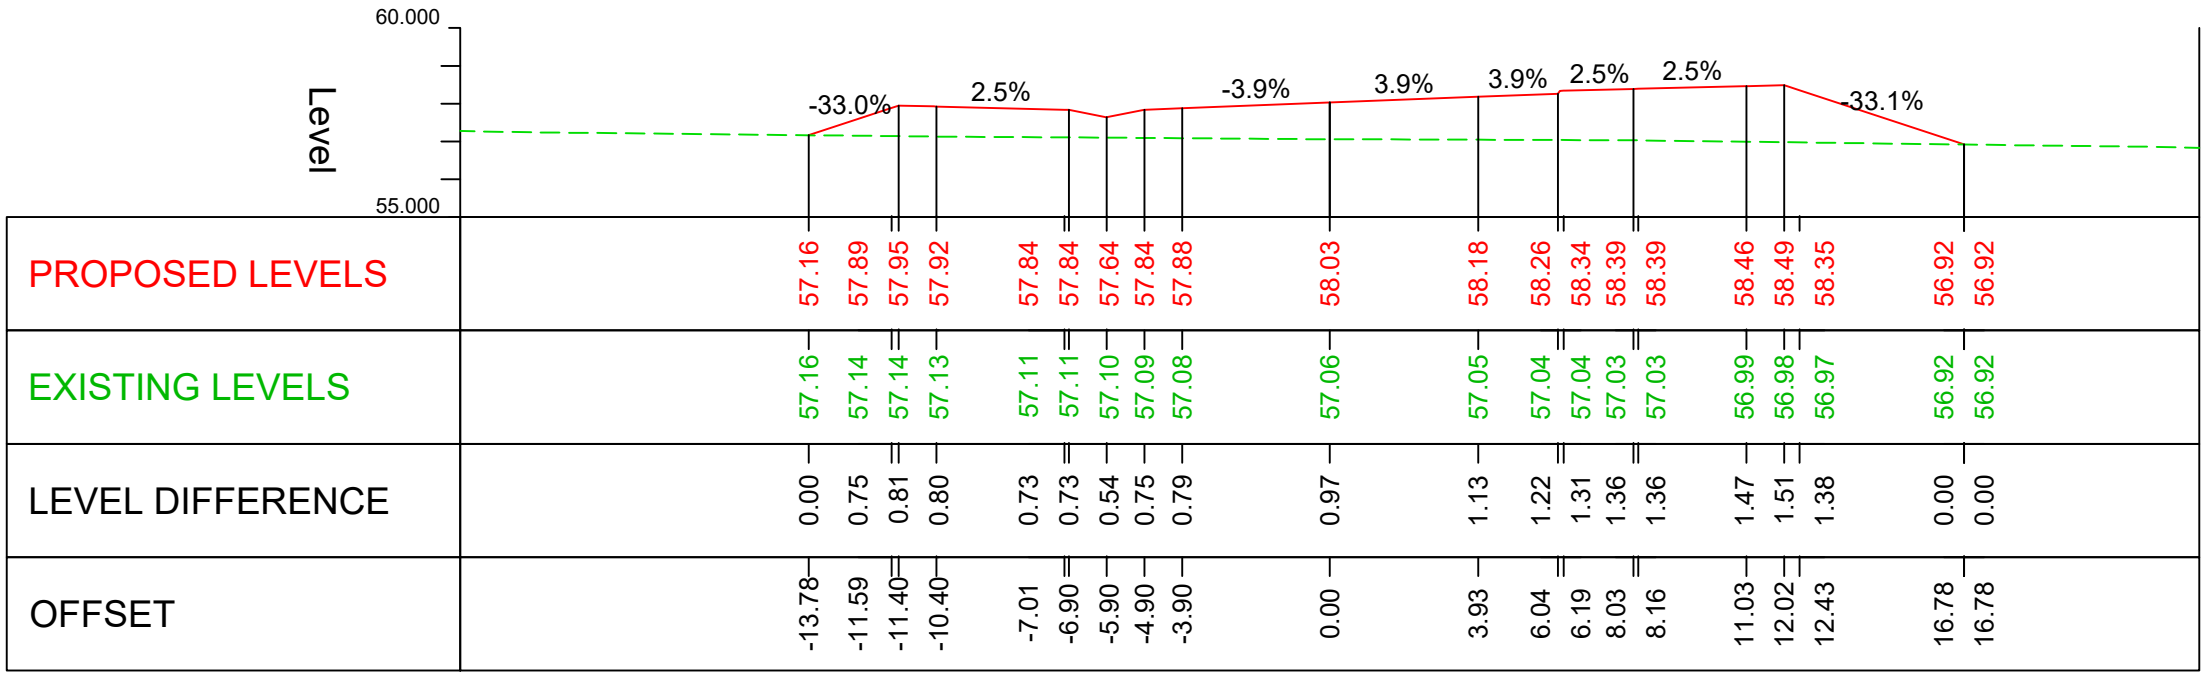 60.000
Level
55.000
-33.0%
2.5%
-3.9%
3.9%
3.9%
2.5%
2.5%
-33.1%
PROPOSED LEVELS 57.16 57.89 57.95 57.92 57.84 57.84 57.64 57.84 57.88 58.03 58.18 58.26 58.34 58.39 58.39 58.46 58.49 58.35 56.92 56.92
EXISTING LEVELS 57.16 57.14 57.14 57.13 57.11 57.11 57.10 57.09 57.08 57.06 57.05 57.04 57.04 57.03 57.03 56.99 56.98 56.97 56.92 56.92
LEVEL DIFFERENCE 0.00 0.75 0.81 0.80 0.73 0.73 0.54 0.75 0.79 0.97 1.13 1.22 1.31 1.36 1.36 1.47 1.51 1.38 0.00 0.00
OFFSET -13.78 -11.59 -11.40 -10.40 -7.01 -6.90 -5.90 -4.90 -3.90 0.00 3.93 6.04 6.19 8.03 8.16 11.03 12.02 12.43 16.78 16.78